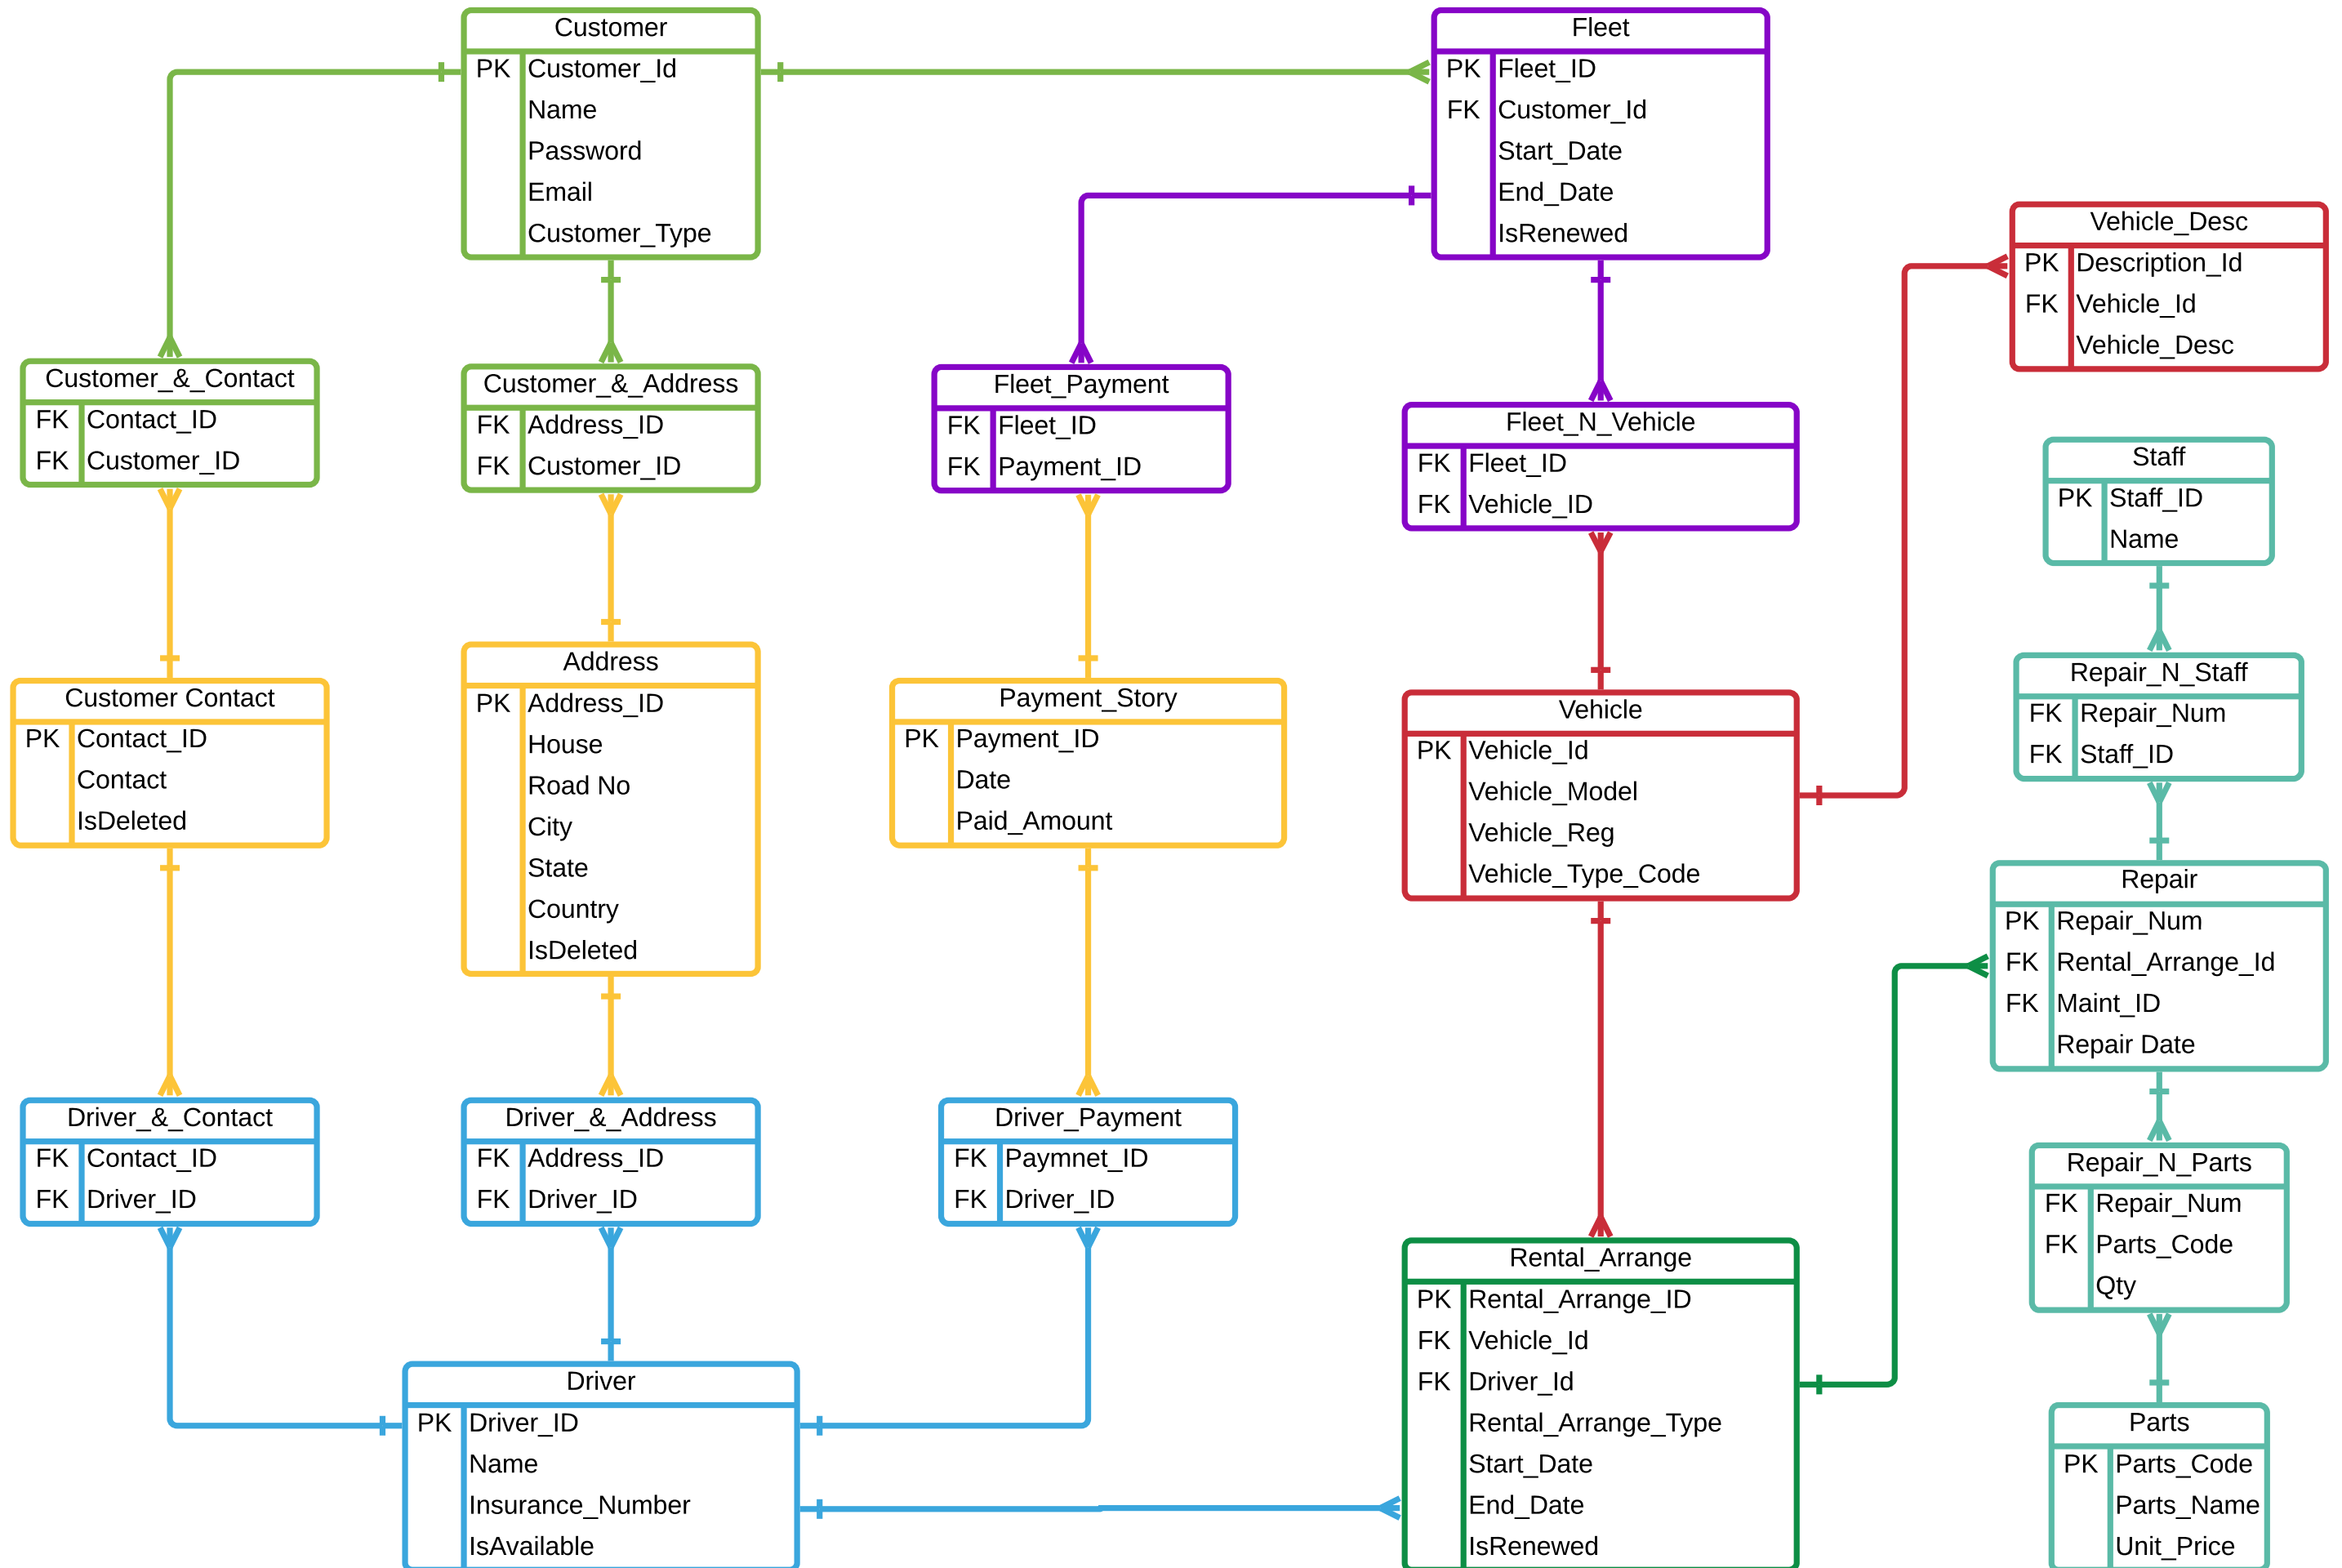 Customer
PK Customer_Id
Name
Password
Email
Customer_Type
Fleet
PK Fleet_ID
FK Customer_Id
Start_Date
End_Date
IsRenewed
Vehicle_Desc
PK Description_Id
FK Vehicle_Id
Vehicle_Desc
Customer_&_Contact
FK Contact_ID
FK Customer_ID
Customer_&_Address
FK Address_ID
FK Customer_ID
Fleet_Payment
FK Fleet_ID
FK Payment_ID
Fleet_N_Vehicle
FK Fleet_ID
FK Vehicle_ID
Staff
PK Staff_ID
Name
Customer Contact
PK Contact_ID
Contact
IsDeleted
Address
PK Address_ID
House
Road No
City
State
Country
IsDeleted
Payment_Story
PK Payment_ID
Date
Paid_Amount
Vehicle
PK Vehicle_Id
Vehicle_Model
Vehicle_Reg
Vehicle_Type_Code
Repair_N_Staff
FK Repair_Num
FK Staff_ID
Repair
PK Repair_Num
FK Rental_Arrange_Id
FK Maint_ID
Repair Date
Driver_&_Contact
FK Contact_ID
FK Driver_ID
Driver_&_Address
FK Address_ID
FK Driver_ID
Driver_Payment
FK Paymnet_ID
FK Driver_ID
Repair_N_Parts
FK Repair_Num
FK Parts_Code
Qty
Driver
PK Driver_ID
Name
Insurance_Number
IsAvailable
Rental_Arrange
PK Rental_Arrange_ID
FK Vehicle_Id
FK Driver_Id
Rental_Arrange_Type
Start_Date
End_Date
IsRenewed
Parts
PK Parts_Code
Parts_Name
Unit_Price